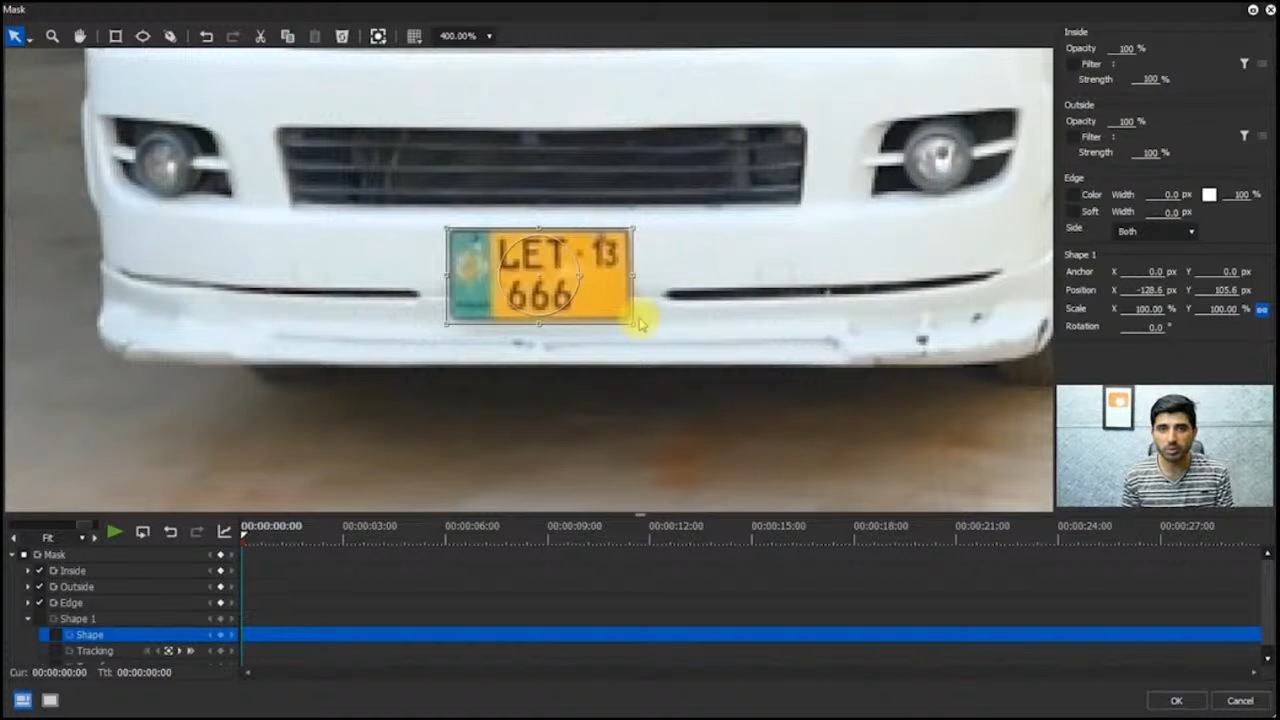 Mask
400.00%
Inside
Opacity 100 %
Filter :
Strength 100 %
Outside
Opacity 100 %
Filter :
Strength 100 %
Edge
Color Width 0.0 px 100 %
Soft Width 0.0 px
Side Both
Shape 1
Anchor X 0.0 px Y 0.0 px
Position X -128.6 px Y 105.6 px
Scale X 100.00 % Y 100.00 %
Rotation 0.0 °
LET - 13
666
Fit
00:00:00:00 00:00:03:00 00:00:06:00 00:00:09:00 00:00:12:00 00:00:15:00 00:00:18:00 00:00:21:00 00:00:24:00 00:00:27:00
Mask
Inside
Outside
Edge
Shape 1
Shape
Tracking
Cur: 00:00:00:00 Ttl: 00:00:00:00
OK Cancel